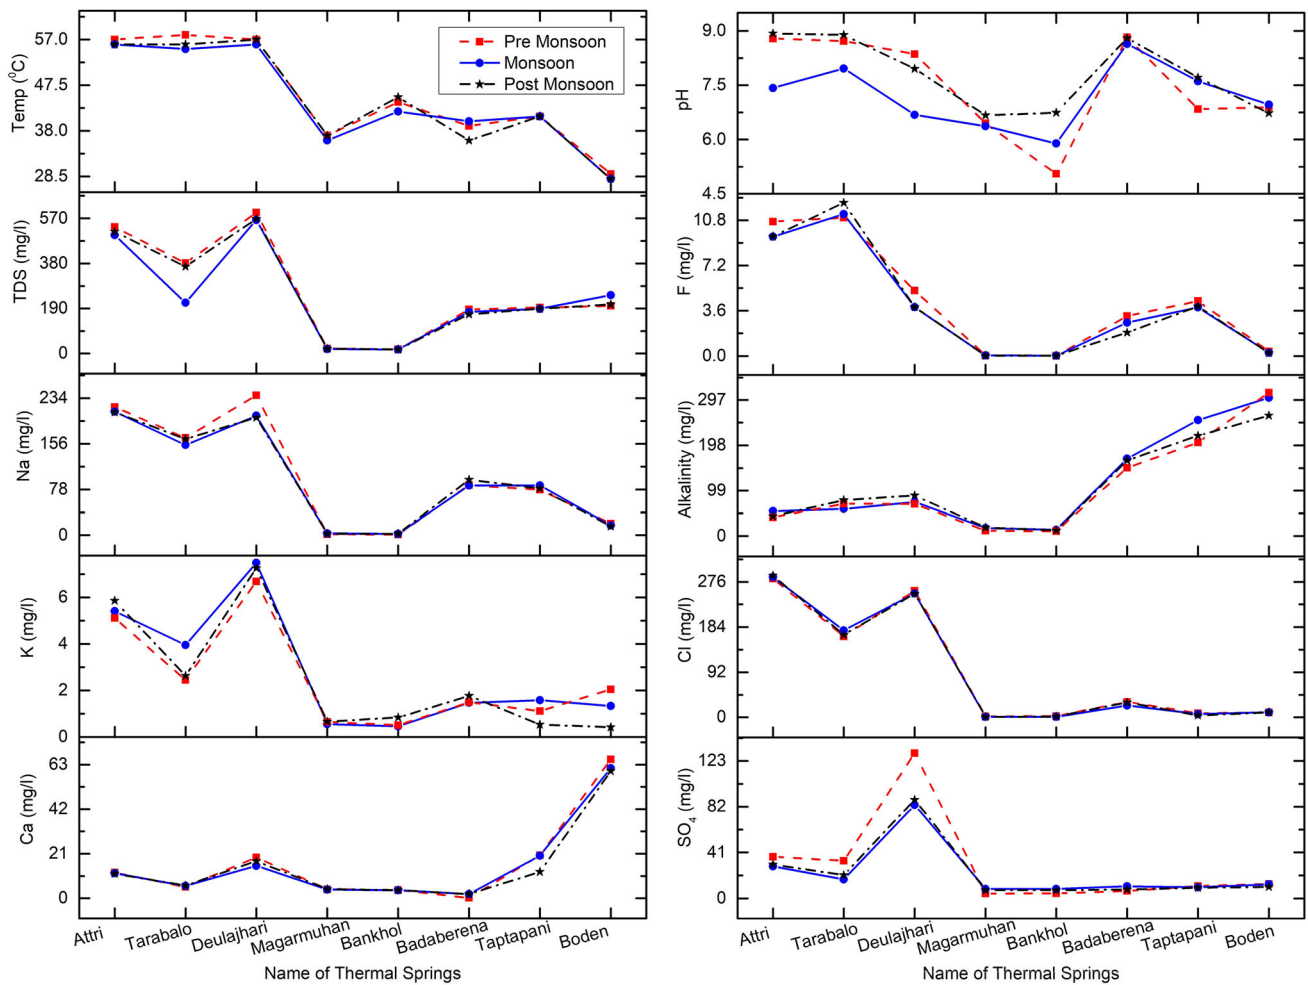 Temp (⁰C)
57.0
47.5
38.0
28.5
Pre Monsoon
Monsoon
Post Monsoon
TDS (mg/l)
570
380
190
0
Na (mg/l)
234
156
78
0
K (mg/l)
6
4
2
0
Ca (mg/l)
63
42
21
0
Attri
Tarabalo
Deulajhari
Magarmuhan
Bankhol
Badaberena
Taptapani
Boden
Name of Thermal Springs
pH
9.0
7.5
6.0
4.5
F (mg/l)
10.8
7.2
3.6
0.0
Alkalinity (mg/l)
297
198
99
0
Cl (mg/l)
276
184
92
0
SO₄ (mg/l)
123
82
41
0
Attri
Tarabalo
Deulajhari
Magarmuhan
Bankhol
Badaberena
Taptapani
Boden
Name of Thermal Springs